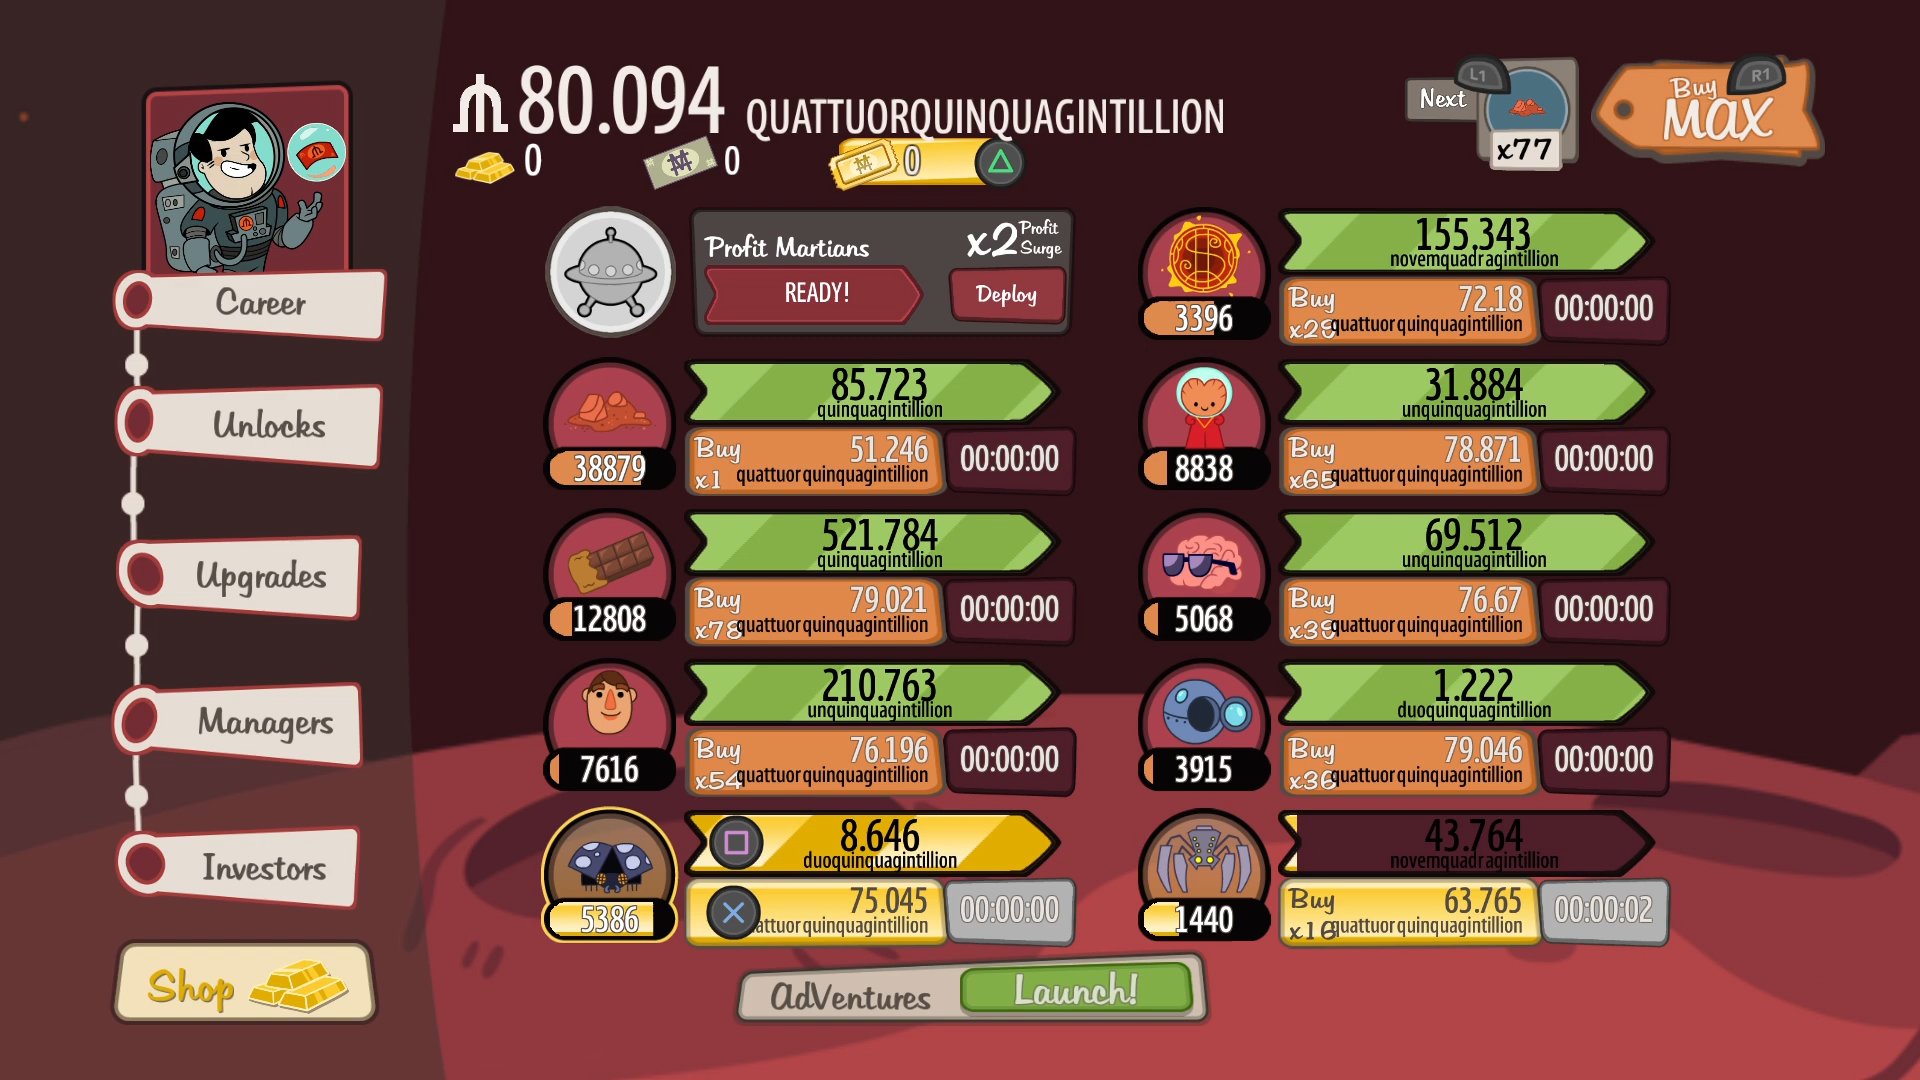 80.094 QUATTUORQUINQUAGINTILLION
0
0
0
Next
L1
x77
Buy
R1
MAX
Career
Unlocks
Upgrades
Managers
Investors
Shop
Profit Martians
x2 Profit Surge
READY!
Deploy
155.343
novemquadragintillion
3396
Buy 72.18
quattuorquinquagintillion
00:00:00
85.723
quinquagintillion
38879
Buy 51.246
x1 quattuorquinquagintillion
00:00:00
31.884
unquinquagintillion
8838
Buy 78.871
x65 quattuorquinquagintillion
00:00:00
521.784
quinquagintillion
12808
Buy 79.021
x78 quattuorquinquagintillion
00:00:00
69.512
unquinquagintillion
5068
Buy 76.67
quattuorquinquagintillion
00:00:00
210.763
unquinquagintillion
7616
Buy 76.196
x54 quattuorquinquagintillion
00:00:00
1.222
duoquinquagintillion
3915
Buy 79.046
x36 quattuorquinquagintillion
00:00:00
8.646
duoquinquagintillion
5386
75.045
attuorquinquagintillion
00:00:00
43.764
novemquadragintillion
1440
Buy 63.765
x16 quattuorquinquagintillion
00:00:02
AdVentures
Launch!